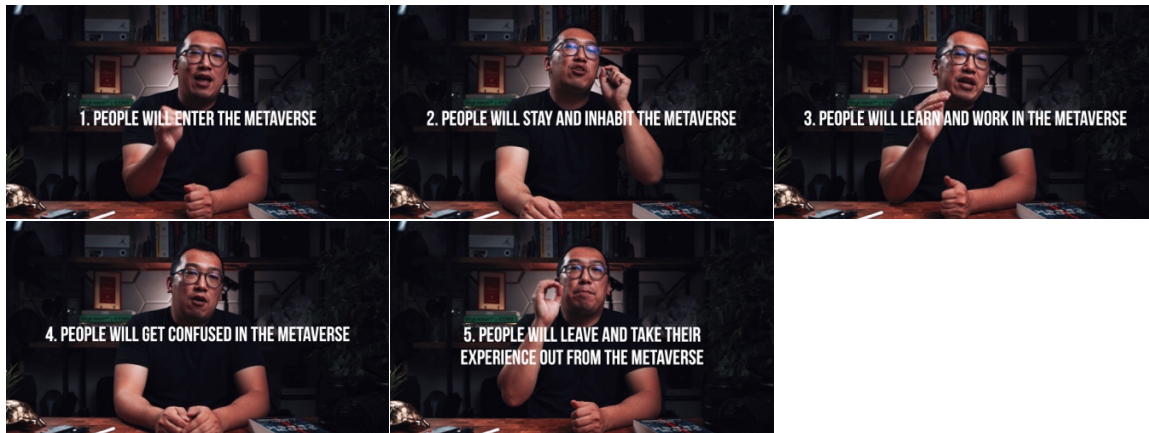 1. PEOPLE WILL ENTER THE METAVERSE
2. PEOPLE WILL STAY AND INHABIT THE METAVERSE
3. PEOPLE WILL LEARN AND WORK IN THE METAVERSE
4. PEOPLE WILL GET CONFUSED IN THE METAVERSE
5. PEOPLE WILL LEAVE AND TAKE THEIR
EXPERIENCE OUT FROM THE METAVERSE